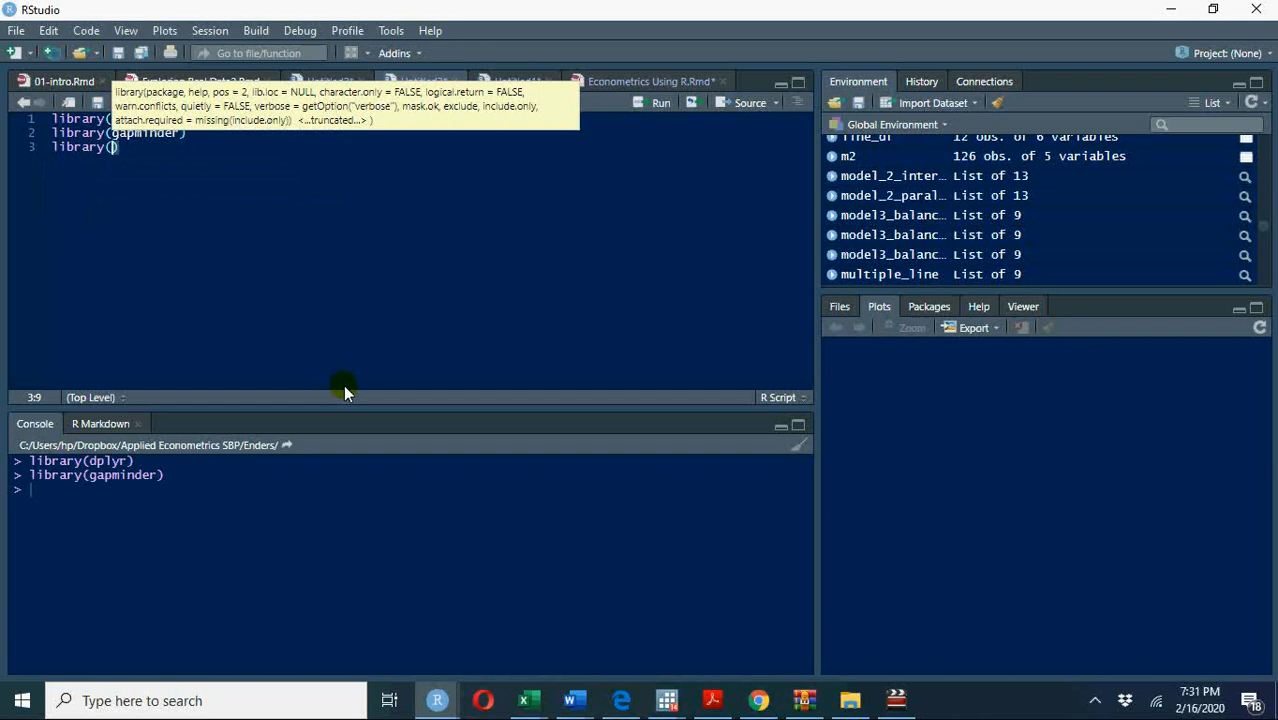 RStudio
File Edit Code View Plots Session Build Debug Profile Tools Help
Go to file/function Addins Project: (None)
01-intro.Rmd
Econometrics Using R.Rmd*
Environment History Connections
Run Source
Import Dataset List
Global Environment
library(package, help, pos = 2, lib.loc = NULL, character.only = FALSE, logical.return = FALSE,
warn.conflicts, quietly = FALSE, verbose = getOption("verbose"), mask.ok, exclude, include.only,
attach.required = missing(include.only)) <...truncated...> )
1 library(
2 library(gapminder)
3 library()
12 obs. of 6 variables
m2 126 obs. of 5 variables
model_2_inter... List of 13
model_2_paral... List of 13
model3_balanc... List of 9
model3_balanc... List of 9
model3_balanc... List of 9
multiple_line List of 9
Files Plots Packages Help Viewer
Zoom Export
3:9 (Top Level) R Script
Console R Markdown
C:/Users/hp/Dropbox/Applied Econometrics SBP/Enders/
> library(dplyr)
> library(gapminder)
>
Type here to search
7:31 PM
2/16/2020
18